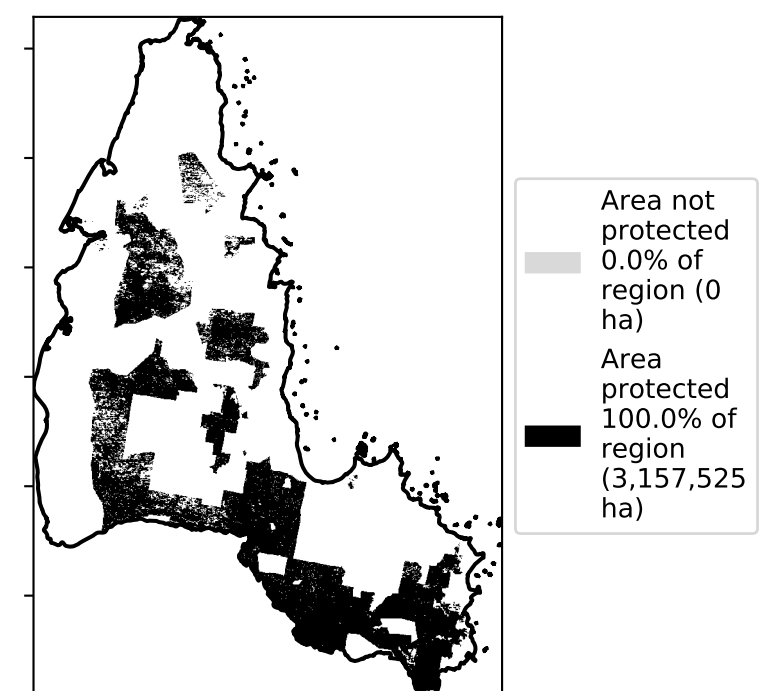 Area not
protected
0.0% of
region (0
ha)
Area
protected
100.0% of
region
(3,157,525
ha)